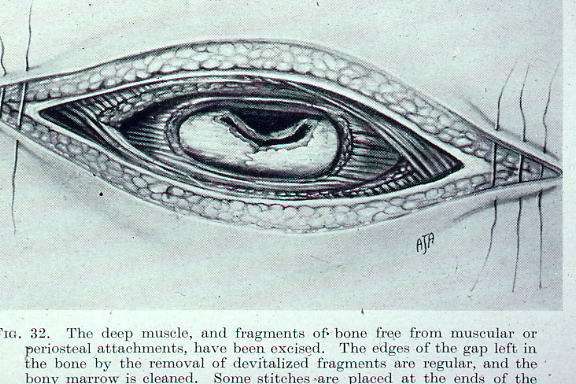 AJA
FIG. 32. The deep muscle, and fragments of bone free from muscular or
periosteal attachments, have been excised. The edges of the gap left in
the bone by the removal of devitalized fragments are regular, and the
bony marrow is cleaned. Some stitches are placed at the ends of the